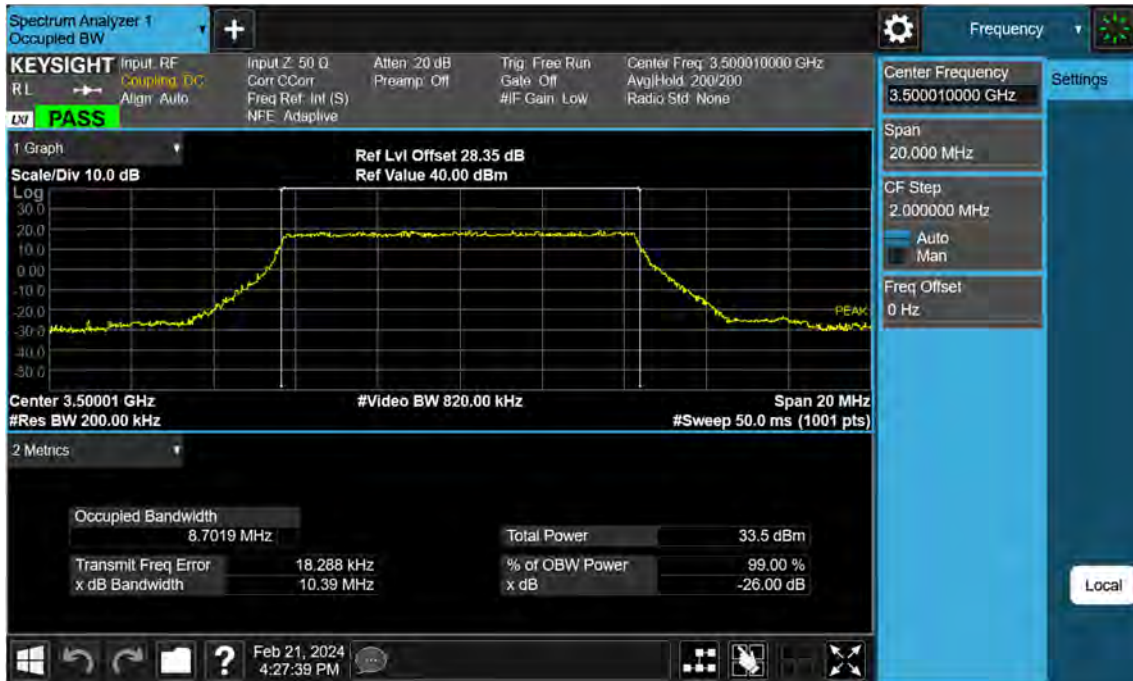 Spectrum Analyzer 1
Occupied BW
+
Frequency
KEYSIGHT
RL
LXI
PASS
Input: RF
Coupling: DC
Align: Auto
Input Z: 50 Ω
Corr CCorr
Freq Ref: Int (S)
NFE: Adaptive
Atten: 20 dB
Preamp: Off
Trig: Free Run
Gate: Off
#IF Gain: Low
Center Freq: 3.500010000 GHz
Avg|Hold: 200/200
Radio Std: None
1 Graph
Scale/Div 10.0 dB
Ref Lvl Offset 28.35 dB
Ref Value 40.00 dBm
Log
30.0
20.0
10.0
0.00
-10.0
-20.0
-30.0
-40.0
-50.0
PEAK
Center 3.50001 GHz
#Video BW 820.00 kHz
Span 20 MHz
#Res BW 200.00 kHz
#Sweep 50.0 ms (1001 pts)
2 Metrics
Occupied Bandwidth
8.7019 MHz
Total Power 33.5 dBm
Transmit Freq Error 18.288 kHz
% of OBW Power 99.00 %
x dB Bandwidth 10.39 MHz
x dB -26.00 dB
Center Frequency
3.500010000 GHz
Settings
Span
20.000 MHz
CF Step
2.000000 MHz
Auto
Man
Freq Offset
0 Hz
Local
?
Feb 21, 2024
4:27:39 PM